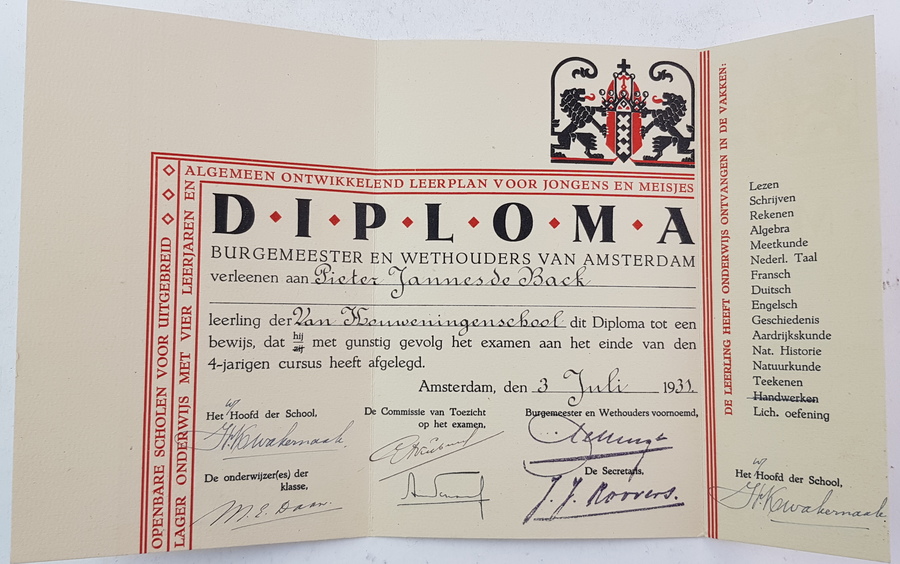 OPENBARE SCHOLEN VOOR UITGEBREID
LAGER ONDERWIJS MET VIER LEERJAREN EN
ALGEMEEN ONTWIKKELEND LEERPLAN VOOR JONGENS EN MEISJES
D·I·P·L·O·M·A
BURGEMEESTER EN WETHOUDERS VAN AMSTERDAM
verleenen aan Pieter Jannes de Back
leerling der Van Houweningenschool dit Diploma tot een
bewijs, dat hij zij met gunstig gevolg het examen aan het einde van den
4-jarigen cursus heeft afgelegd.
Amsterdam, den 3 Juli 1931
Het Hoofd der School,
De Commissie van Toezicht
op het examen,
Burgemeester en Wethouders voornoemd,
De onderwijzer(es) der
klasse,
M. E. Daan.
De Secretaris,
J. J. Roovers.
DE LEERLING HEEFT ONDERWIJS ONTVANGEN IN DE VAKKEN:
Lezen
Schrijven
Rekenen
Algebra
Meetkunde
Nederl. Taal
Fransch
Duitsch
Engelsch
Geschiedenis
Aardrijkskunde
Nat. Historie
Natuurkunde
Teekenen
Handwerken
Lich. oefening
Het Hoofd der School,